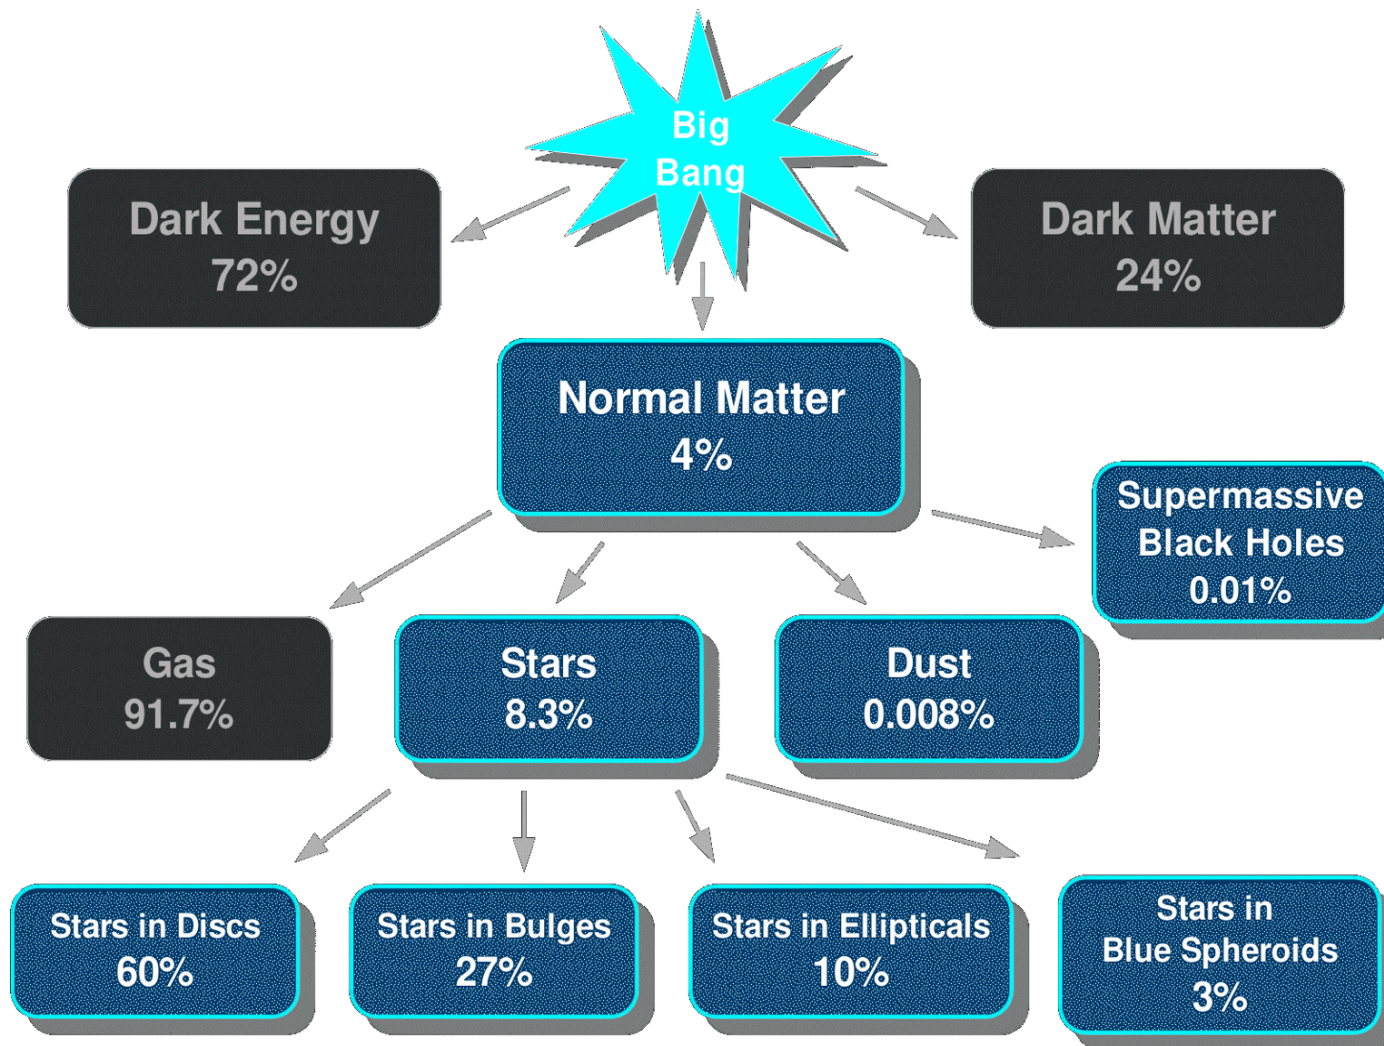 Big
Bang
Dark Energy
72%
Dark Matter
24%
Normal Matter
4%
Supermassive
Black Holes
0.01%
Gas
91.7%
Stars
8.3%
Dust
0.008%
Stars in Discs
60%
Stars in Bulges
27%
Stars in Ellipticals
10%
Stars in
Blue Spheroids
3%